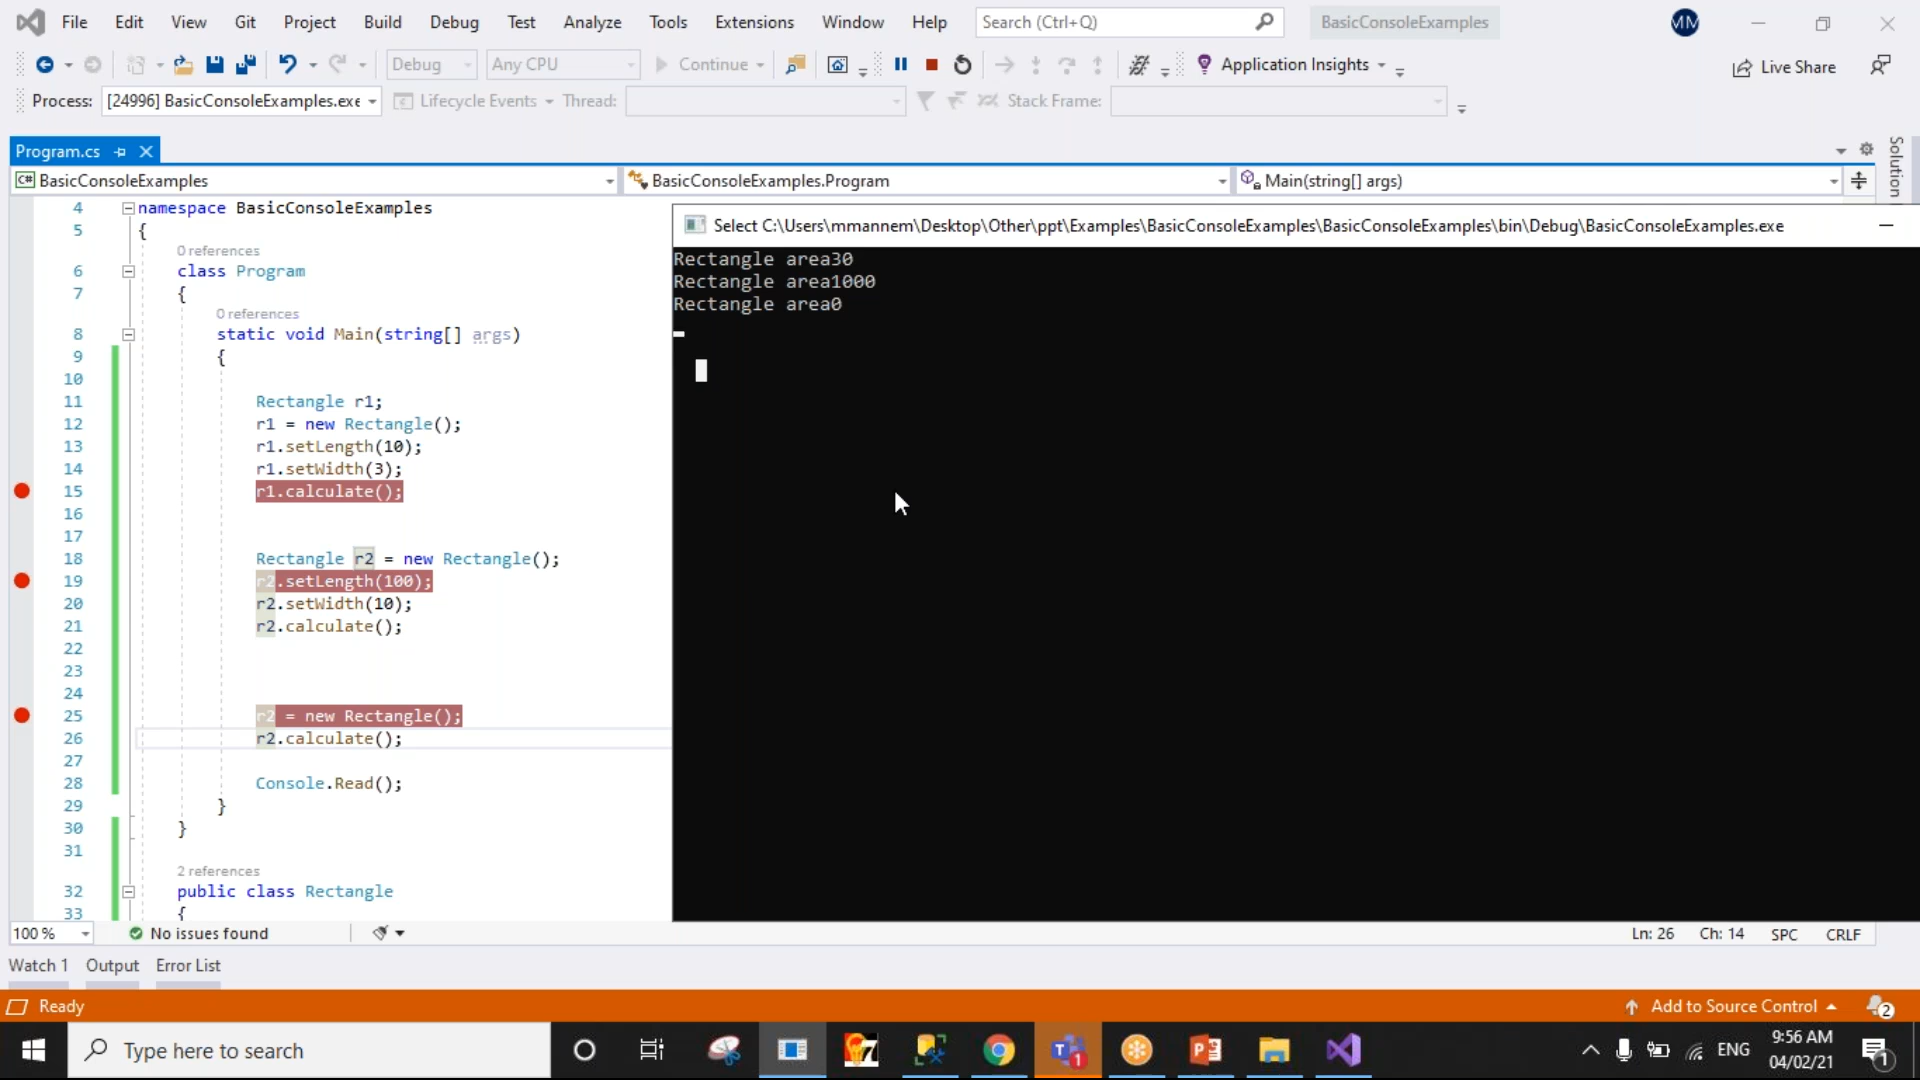 File Edit View Git Project Build Debug Test Analyze Tools Extensions Window Help Search (Ctrl+Q) BasicConsoleExamples MM
Debug Any CPU Continue Application Insights Live Share
Process: [24996] BasicConsoleExamples.exe Lifecycle Events Thread: Stack Frame:
Program.cs
C# BasicConsoleExamples BasicConsoleExamples.Program Main(string[] args)
Solution
4 namespace BasicConsoleExamples
5 {
0 references
6 class Program
7 {
0 references
8 static void Main(string[] args)
9 {
10
11 Rectangle r1;
12 r1 = new Rectangle();
13 r1.setLength(10);
14 r1.setWidth(3);
15 r1.calculate();
16
17
18 Rectangle r2 = new Rectangle();
19 r2.setLength(100);
20 r2.setWidth(10);
21 r2.calculate();
22
23
24
25 r2 = new Rectangle();
26 r2.calculate();
27
28 Console.Read();
29 }
30 }
31
2 references
32 public class Rectangle
33 {
Select C:\Users\mmannem\Desktop\Other\ppt\Examples\BasicConsoleExamples\BasicConsoleExamples\bin\Debug\BasicConsoleExamples.exe
Rectangle area30
Rectangle area1000
Rectangle area0
100 % No issues found Ln: 26 Ch: 14 SPC CRLF
Watch 1 Output Error List
Ready Add to Source Control 2
Type here to search ENG 9:56 AM
04/02/21 1